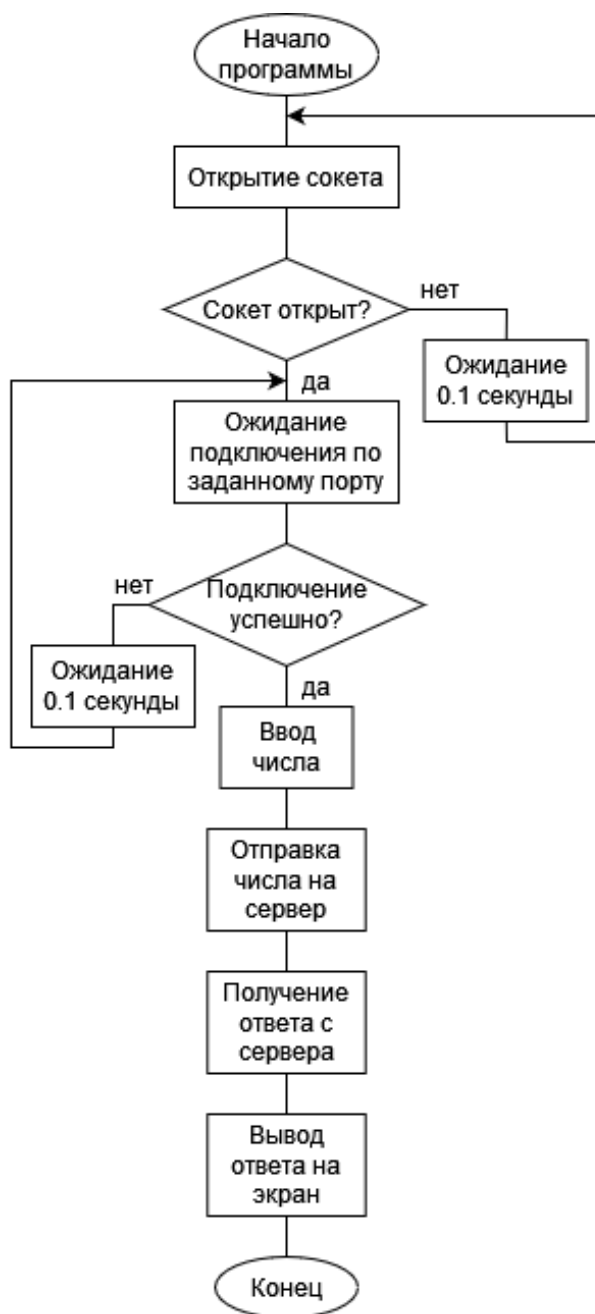 Начало
программы
Открытие сокета
Сокет открыт?
нет
Ожидание
0.1 секунды
да
Ожидание
подключения по
заданному порту
нет
Подключение
успешно?
Ожидание
0.1 секунды
да
Ввод
числа
Отправка
числа на
сервер
Получение
ответа с
сервера
Вывод
ответа на
экран
Конец